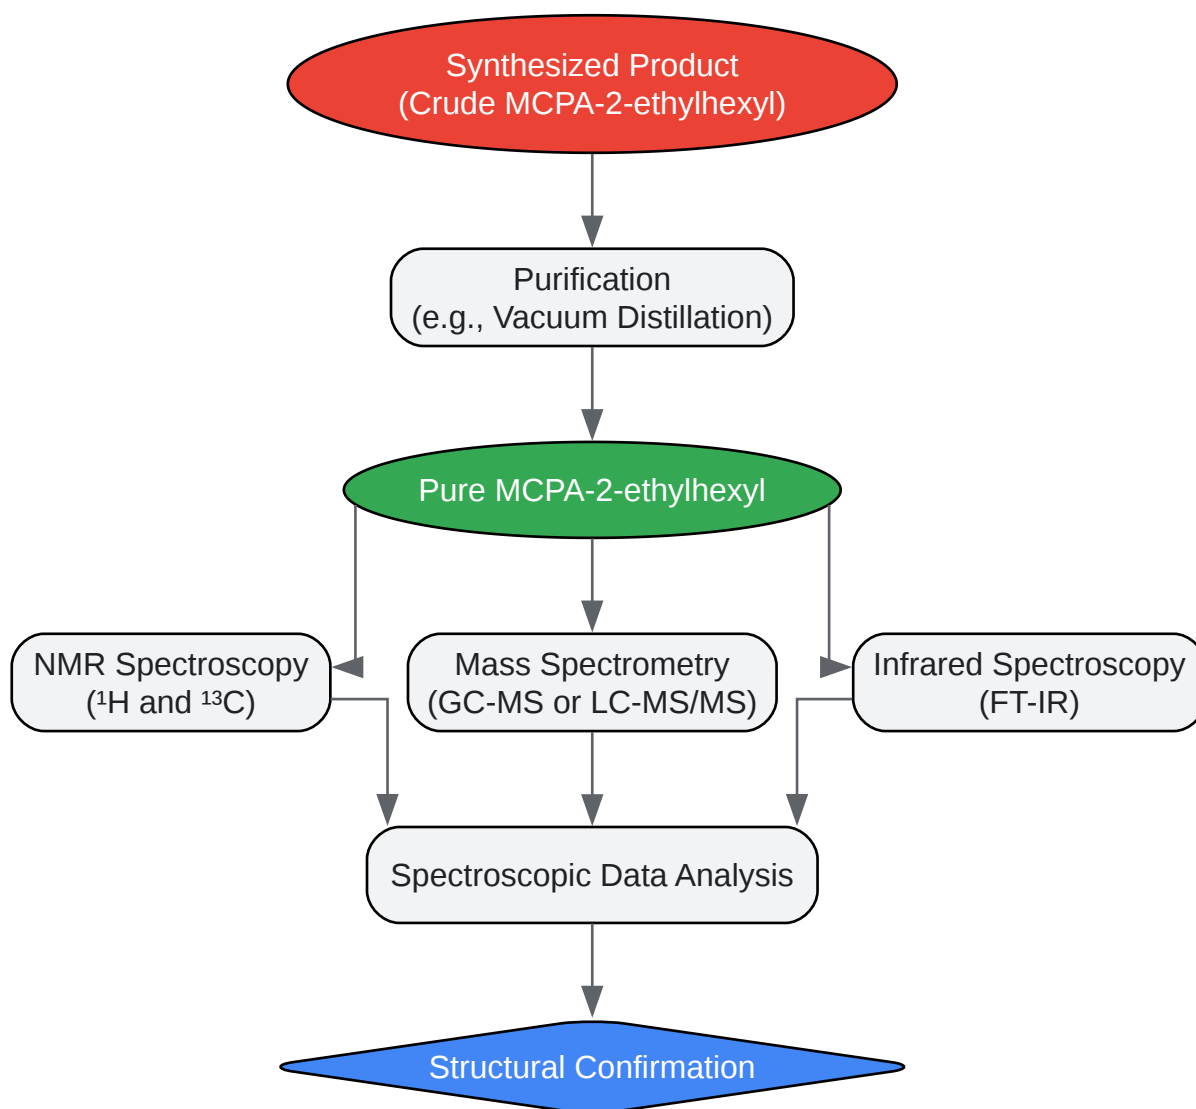 Synthesized Product
(Crude MCPA-2-ethylhexyl)
Purification
(e.g., Vacuum Distillation)
Pure MCPA-2-ethylhexyl
NMR Spectroscopy
(¹H and ¹³C)
Mass Spectrometry
(GC-MS or LC-MS/MS)
Infrared Spectroscopy
(FT-IR)
Spectroscopic Data Analysis
Structural Confirmation